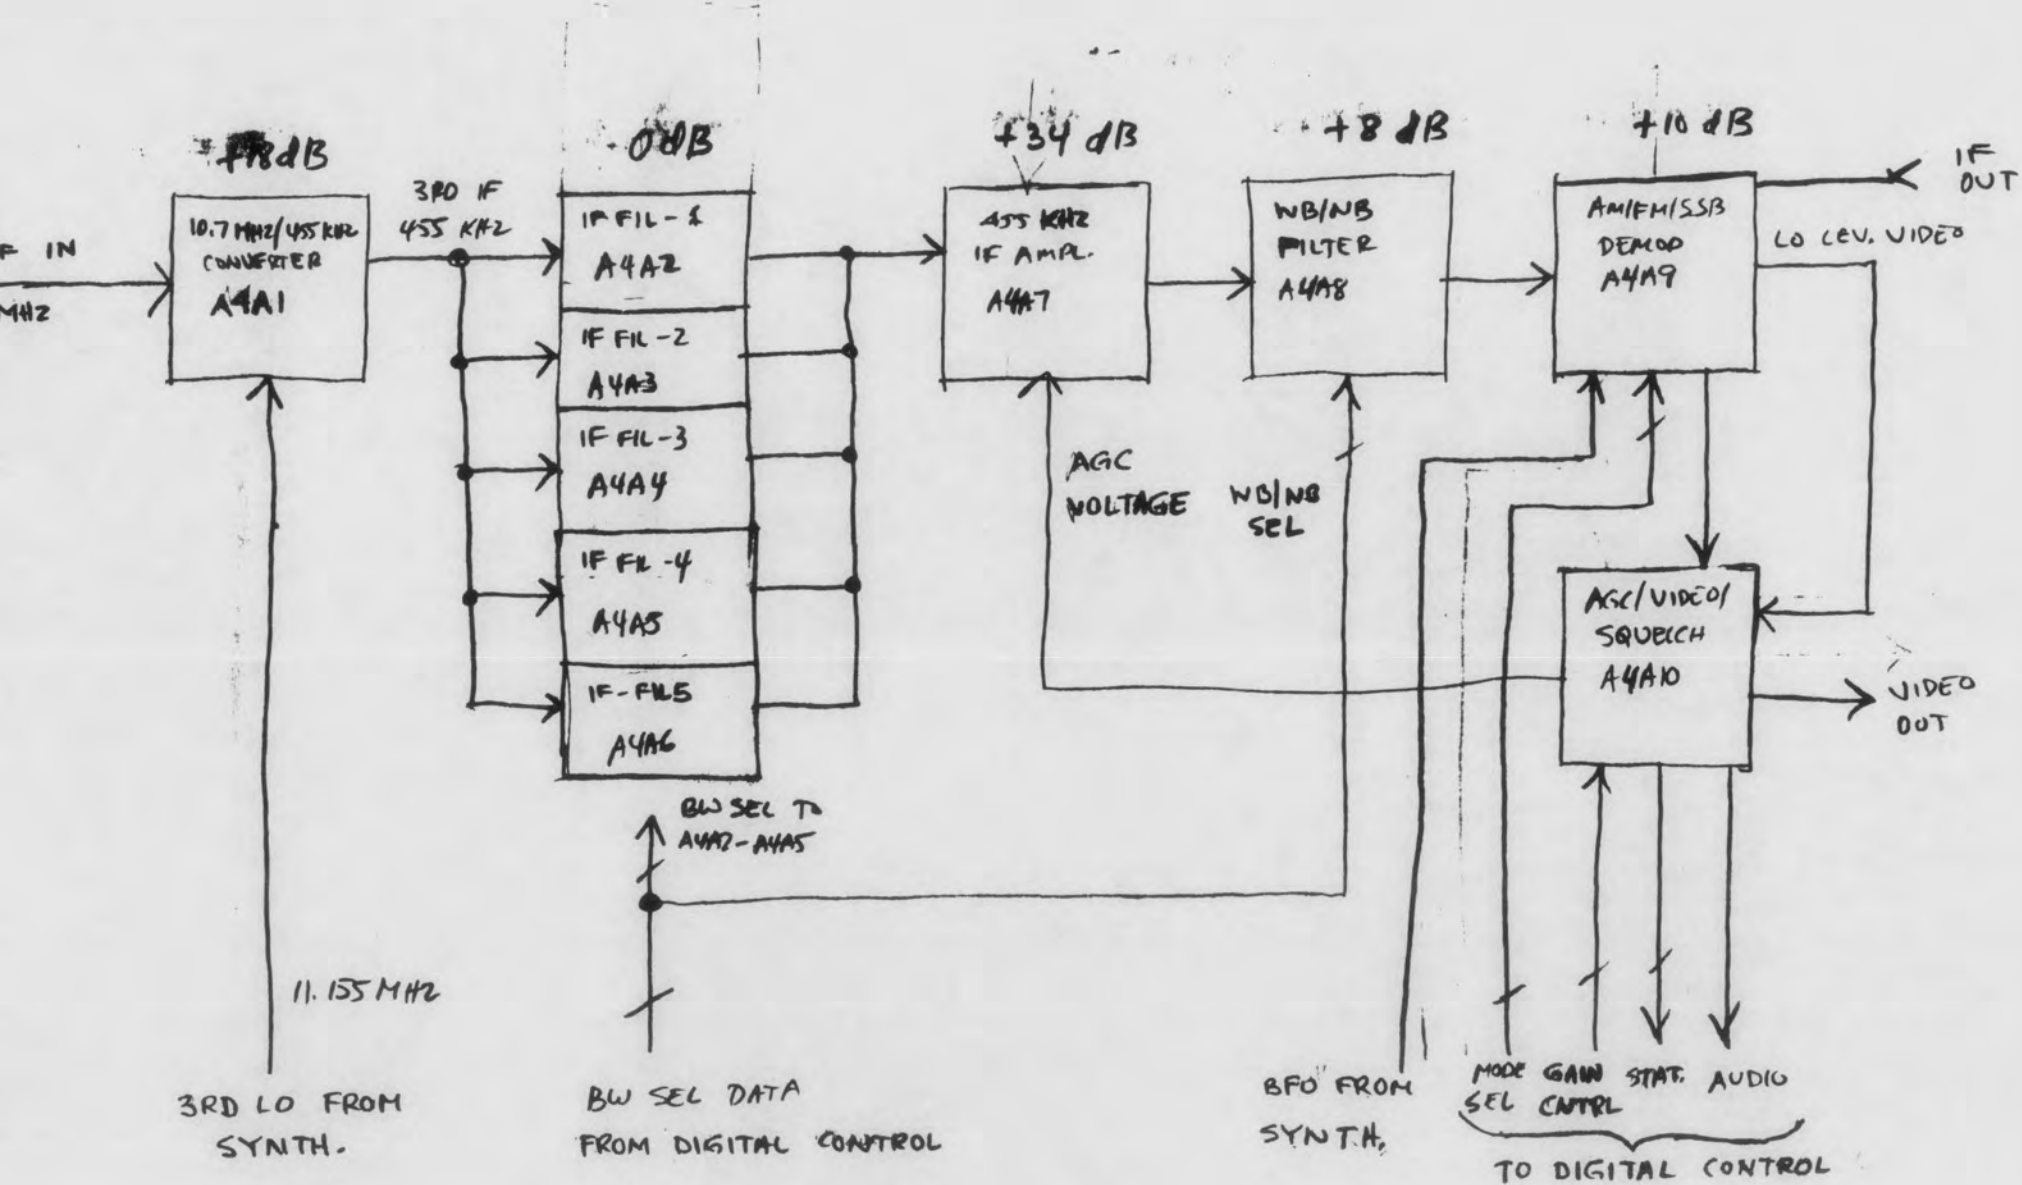 +18dB
0dB
+34 dB
+8 dB
+10 dB
F IN
MHZ
10.7 MHZ/455 KHZ
CONVERTER
A4A1
3RD IF
455 KHZ
IF FIL-1
A4A2
IF FIL-2
A4A3
IF FIL-3
A4A4
IF FIL-4
A4A5
IF-FIL5
A4A6
455 KHZ
IF AMPL.
A4A7
WB/NB
FILTER
A4A8
AM/FM/SSB
DEMOD
A4A9
IF
OUT
LO LEV. VIDEO
AGC
VOLTAGE
WB/NB
SEL
AGC/VIDEO/
SQUELCH
A4A10
VIDEO
OUT
BW SEL TO
A4A2-A4A5
11.155 MHZ
3RD LO FROM
SYNTH.
BW SEL DATA
FROM DIGITAL CONTROL
BFO FROM
SYNTH.
MODE GAIN STAT. AUDIO
SEL CNTRL
TO DIGITAL CONTROL